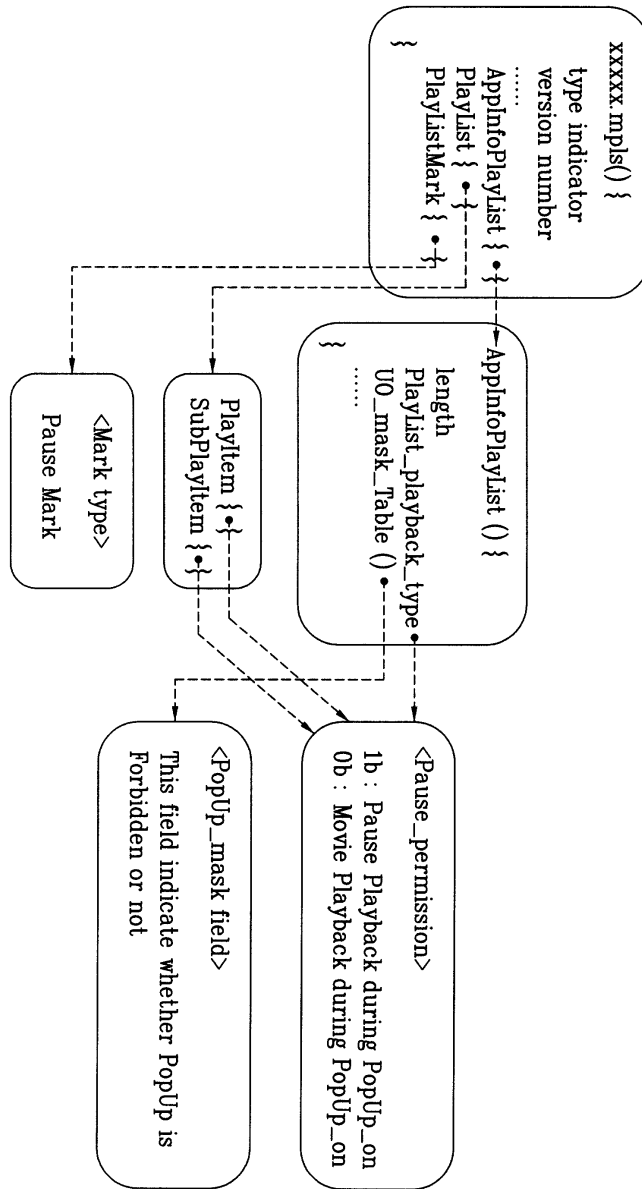 xxxxx.mpls() {
type indicator
version number
......
AppInfoPlayList { }
PlayList { }
PlayListMark { }
}
AppInfoPlayList () {
length
PlayList_playback_type
UO_mask_Table ()
......
}
PlayItem { }
SubPlayItem { }
<Mark type>
Pause Mark
<Pause_permission>
1b : Pause Playback during PopUp_on
0b : Movie Playback during PopUp_on
<PopUp_mask field>
This field indicate whether PopUp is
Forbidden or not